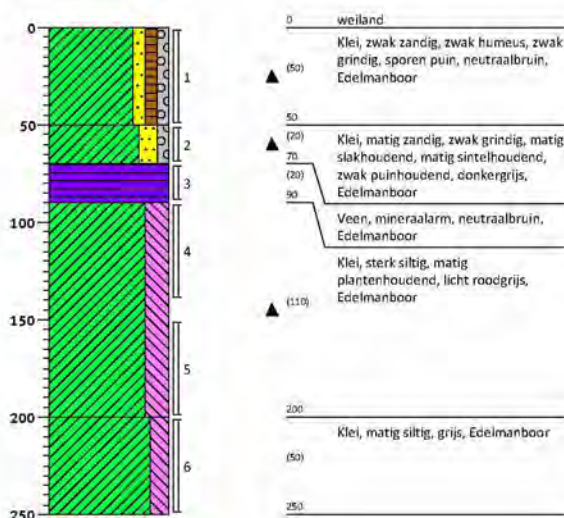 0
50
100
150
200
250
1
2
3
4
5
6
0 weiland
Klei, zwak zandig, zwak humeus, zwak
(50) grindig, sporen puin, neutraalbruin,
Edelmanboor
50
(20) Klei, matig zandig, zwak grindig, matig
slakhoudend, matig sintelhoudend,
70
(20) zwak puinhoudend, donkergrijs,
90 Edelmanboor
Veen, mineraalarm, neutraalbruin,
Edelmanboor
Klei, sterk siltig, matig
plantenhoudend, licht roodgrijs,
(110) Edelmanboor
200
Klei, matig siltig, grijs, Edelmanboor
(50)
250